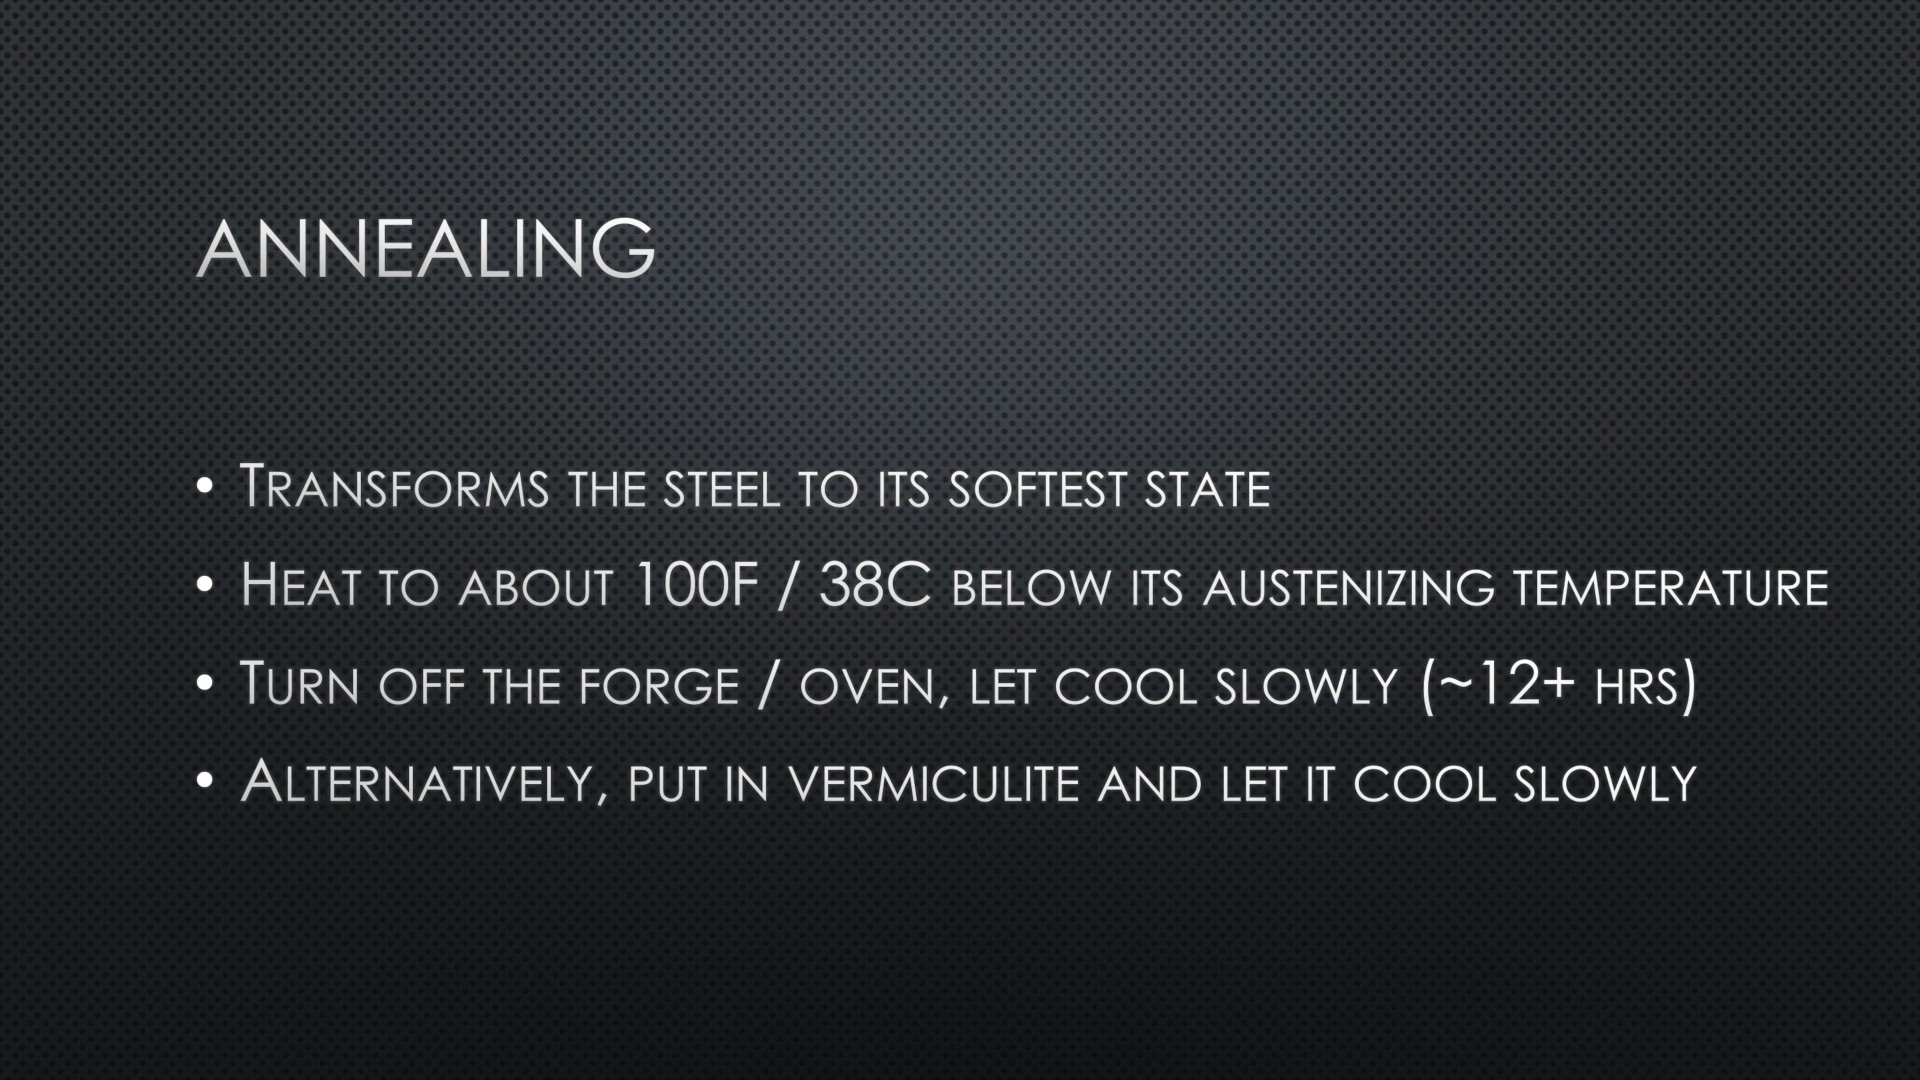 ANNEALING
• TRANSFORMS THE STEEL TO ITS SOFTEST STATE
• HEAT TO ABOUT 100F / 38C BELOW ITS AUSTENIZING TEMPERATURE
• TURN OFF THE FORGE / OVEN, LET COOL SLOWLY (~12+ HRS)
• ALTERNATIVELY, PUT IN VERMICULITE AND LET IT COOL SLOWLY